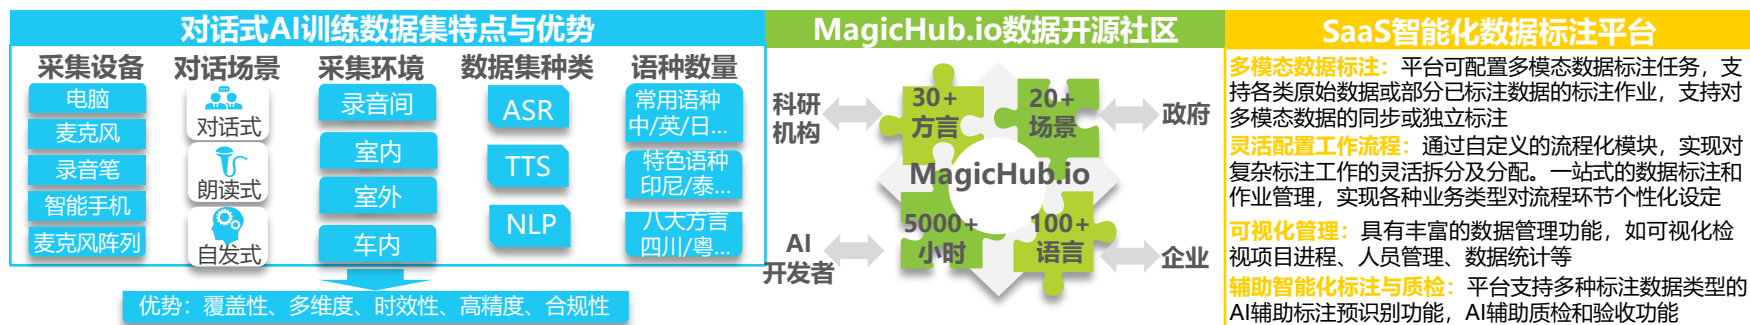 对话式AI训练数据集特点与优势
采集设备
电脑
麦克风
录音笔
智能手机
麦克风阵列
对话场景
对话式
朗读式
自发式
采集环境
录音间
室内
室外
车内
数据集种类
ASR
TTS
NLP
语种数量
常用语种
中/英/日...
特色语种
印尼/泰...
八大方言
四川/粤...
优势：覆盖性、多维度、时效性、高精度、合规性
MagicHub.io数据开源社区
科研
机构
30+
方言
20+
场景
政府
MagicHub.io
AI
开发者
5000+
小时
100+
语言
企业
SaaS智能化数据标注平台
多模态数据标注：平台可配置多模态数据标注任务，支
持各类原始数据或部分已标注数据的标注作业，支持对
多模态数据的同步或独立标注
灵活配置工作流程：通过自定义的流程化模块，实现对
复杂标注工作的灵活拆分及分配。一站式的数据标注和
作业管理，实现各种业务类型对流程环节个性化设定
可视化管理：具有丰富的数据管理功能，如可视化检
视项目进程、人员管理、数据统计等
辅助智能化标注与质检：平台支持多种标注数据类型的
AI辅助标注预识别功能，AI辅助质检和验收功能